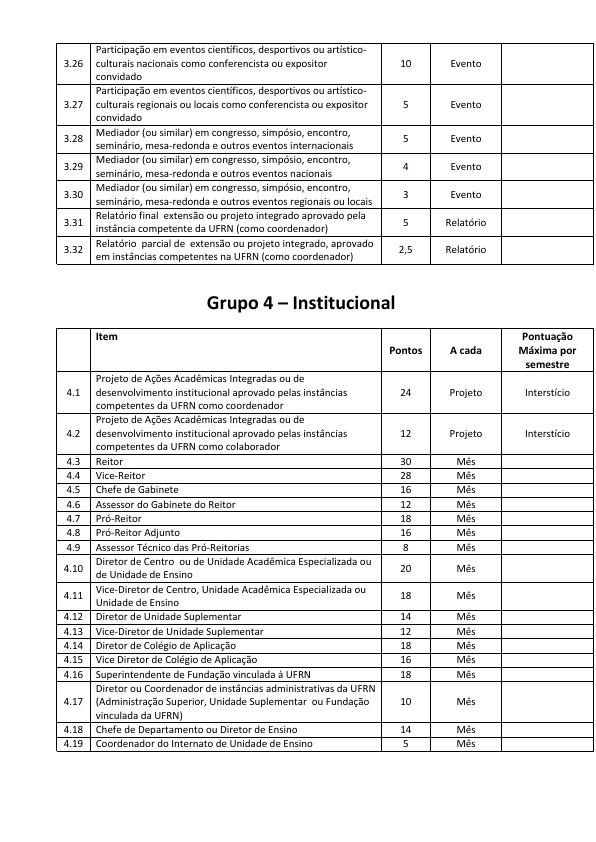 3.26 Participação em eventos científicos, desportivos ou artístico-
culturais nacionais como conferencista ou expositor
convidado 10 Evento
3.27 Participação em eventos científicos, desportivos ou artístico-
culturais regionais ou locais como conferencista ou expositor
convidado 5 Evento
3.28 Mediador (ou similar) em congresso, simpósio, encontro,
seminário, mesa-redonda e outros eventos internacionais 5 Evento
3.29 Mediador (ou similar) em congresso, simpósio, encontro,
seminário, mesa-redonda e outros eventos nacionais 4 Evento
3.30 Mediador (ou similar) em congresso, simpósio, encontro,
seminário, mesa-redonda e outros eventos regionais ou locais 3 Evento
3.31 Relatório final extensão ou projeto integrado aprovado pela
instância competente da UFRN (como coordenador) 5 Relatório
3.32 Relatório parcial de extensão ou projeto integrado, aprovado
em instâncias competentes na UFRN (como coordenador) 2,5 Relatório
Grupo 4 – Institucional
Item Pontos A cada Pontuação
Máxima por
semestre
4.1 Projeto de Ações Acadêmicas Integradas ou de
desenvolvimento institucional aprovado pelas instâncias
competentes da UFRN como coordenador 24 Projeto Interstício
4.2 Projeto de Ações Acadêmicas Integradas ou de
desenvolvimento institucional aprovado pelas instâncias
competentes da UFRN como colaborador 12 Projeto Interstício
4.3 Reitor 30 Mês
4.4 Vice-Reitor 28 Mês
4.5 Chefe de Gabinete 16 Mês
4.6 Assessor do Gabinete do Reitor 12 Mês
4.7 Pró-Reitor 18 Mês
4.8 Pró-Reitor Adjunto 16 Mês
4.9 Assessor Técnico das Pró-Reitorias 8 Mês
4.10 Diretor de Centro ou de Unidade Acadêmica Especializada ou
de Unidade de Ensino 20 Mês
4.11 Vice-Diretor de Centro, Unidade Acadêmica Especializada ou
Unidade de Ensino 18 Mês
4.12 Diretor de Unidade Suplementar 14 Mês
4.13 Vice-Diretor de Unidade Suplementar 12 Mês
4.14 Diretor de Colégio de Aplicação 18 Mês
4.15 Vice Diretor de Colégio de Aplicação 16 Mês
4.16 Superintendente de Fundação vinculada à UFRN 18 Mês
4.17 Diretor ou Coordenador de instâncias administrativas da UFRN
(Administração Superior, Unidade Suplementar ou Fundação
vinculada da UFRN) 10 Mês
4.18 Chefe de Departamento ou Diretor de Ensino 14 Mês
4.19 Coordenador do Internato de Unidade de Ensino 5 Mês